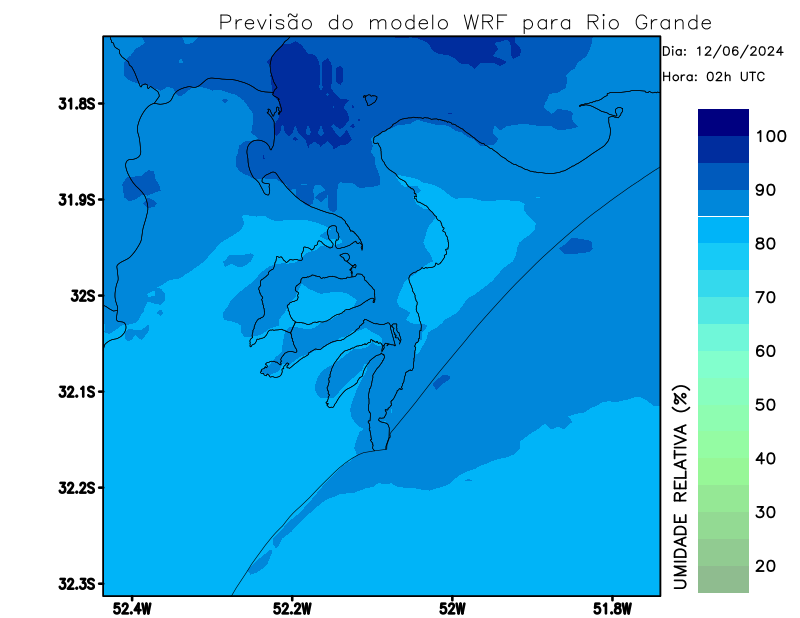 Previsão do modelo WRF para Rio Grande
Dia: 12/06/2024
Hora: 02h UTC
31.8S
31.9S
32S
32.1S
32.2S
32.3S
52.4W
52.2W
52W
51.8W
100
90
80
70
60
50
40
30
20
UMIDADE RELATIVA (%)